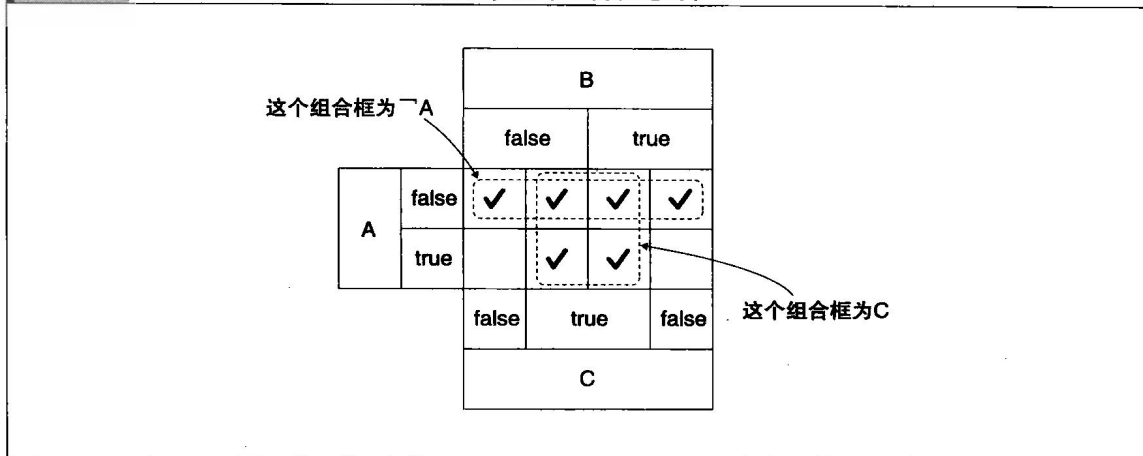 B
这个组合框为￢A
false true
false ✓ ✓ ✓ ✓
A
true ✓ ✓
false true false
这个组合框为C
C